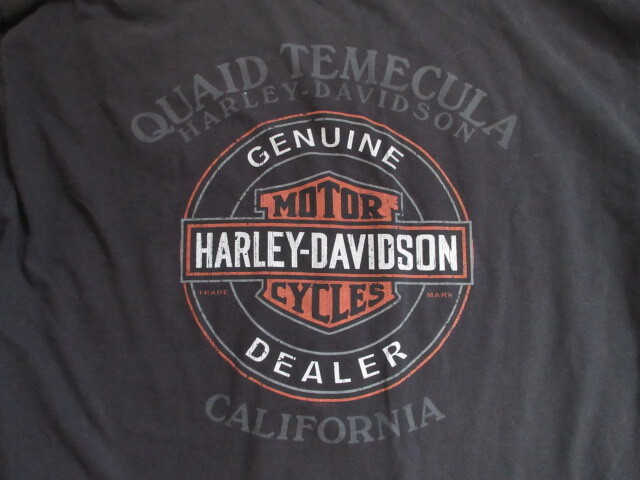 QUAID TEMECULA
HARLEY-DAVIDSON
GENUINE
MOTOR
HARLEY-DAVIDSON
TRADE MARK
CYCLES
DEALER
CALIFORNIA